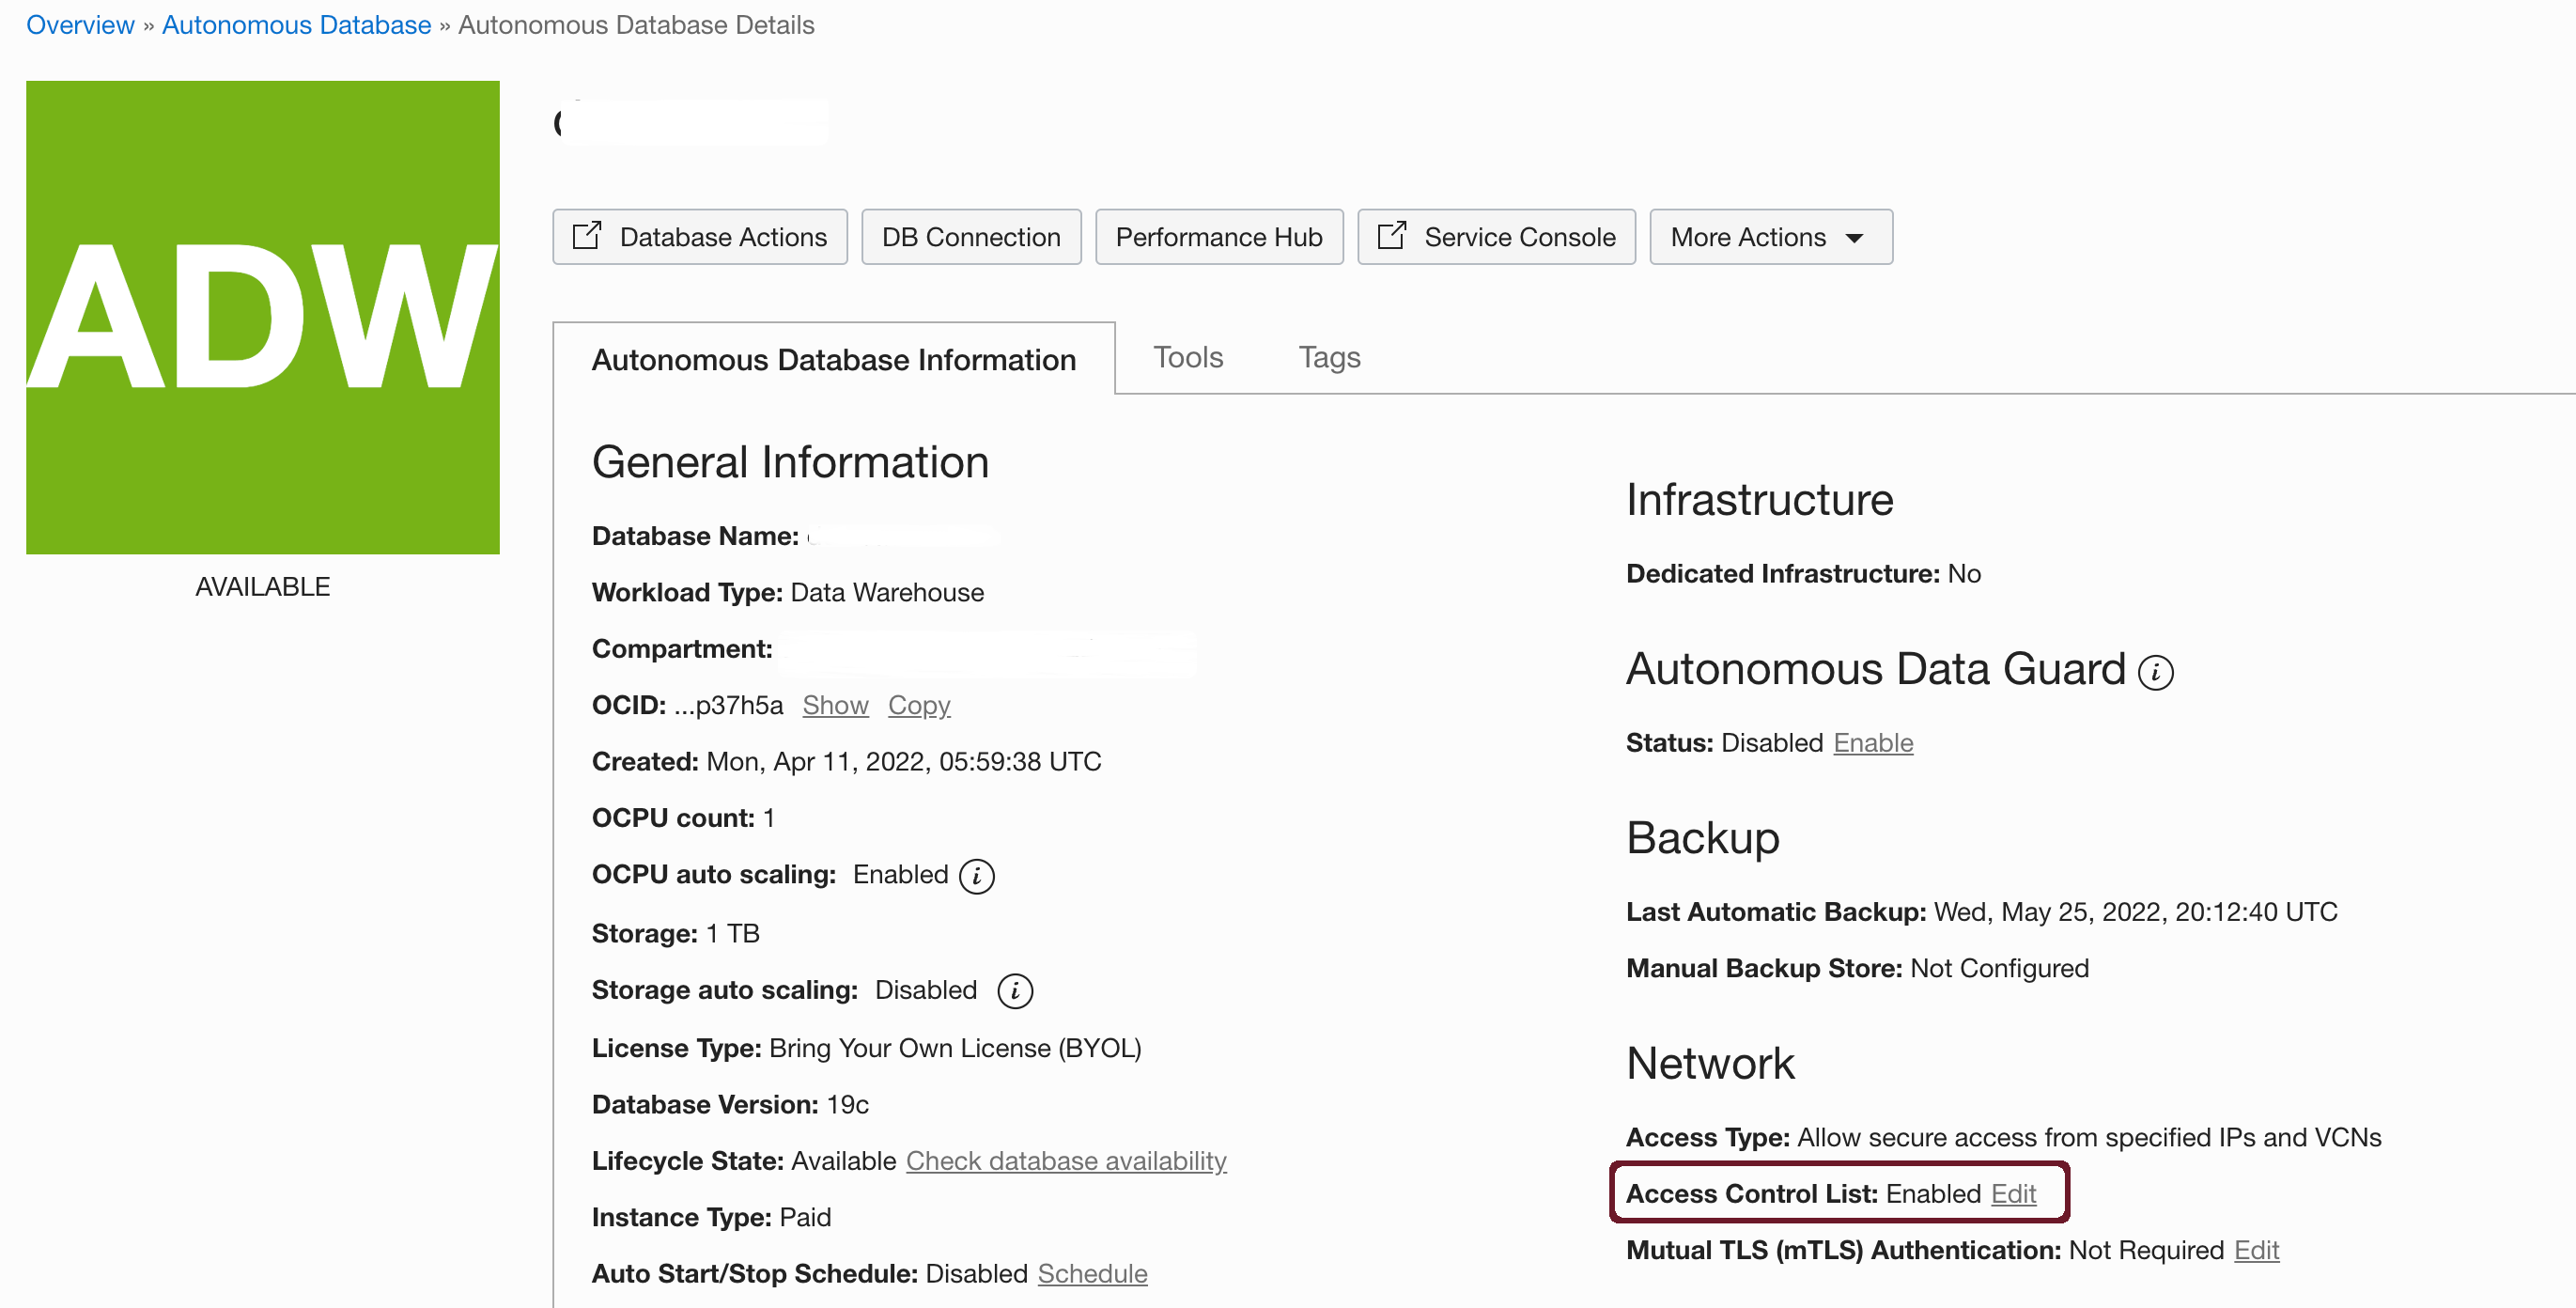 Overview » Autonomous Database » Autonomous Database Details
ADW
AVAILABLE
Database Actions
DB Connection
Performance Hub
Service Console
More Actions
Autonomous Database Information
Tools
Tags
General Information
Database Name:
Workload Type: Data Warehouse
Compartment:
OCID: ...p37h5a Show Copy
Created: Mon, Apr 11, 2022, 05:59:38 UTC
OCPU count: 1
OCPU auto scaling: Enabled i
Storage: 1 TB
Storage auto scaling: Disabled i
License Type: Bring Your Own License (BYOL)
Database Version: 19c
Lifecycle State: Available Check database availability
Instance Type: Paid
Auto Start/Stop Schedule: Disabled Schedule
Infrastructure
Dedicated Infrastructure: No
Autonomous Data Guard i
Status: Disabled Enable
Backup
Last Automatic Backup: Wed, May 25, 2022, 20:12:40 UTC
Manual Backup Store: Not Configured
Network
Access Type: Allow secure access from specified IPs and VCNs
Access Control List: Enabled Edit
Mutual TLS (mTLS) Authentication: Not Required Edit